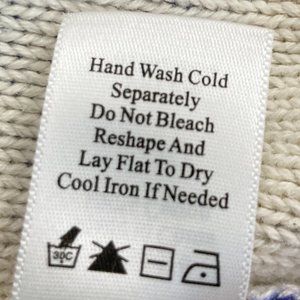 Hand Wash Cold
Separately
Do Not Bleach
Reshape And
Lay Flat To Dry
Cool Iron If Needed
30C